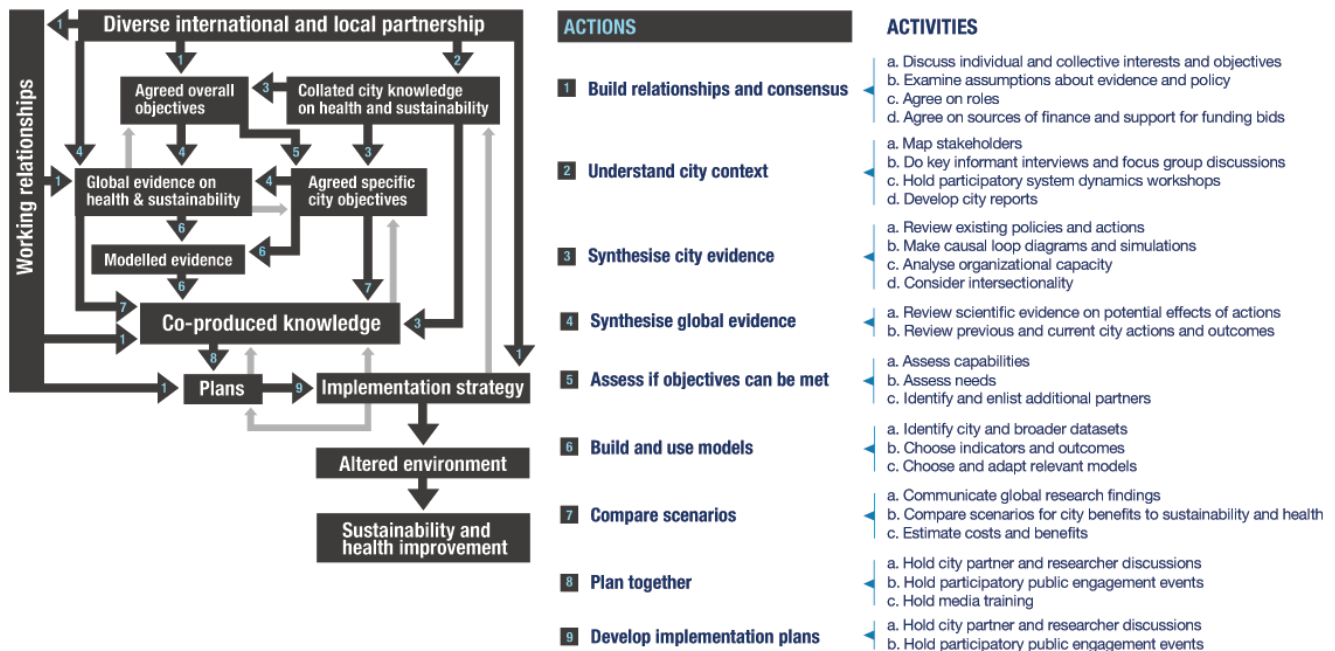 Diverse international and local partnership
1
1
2
Working relationships
Agreed overall
objectives
3
Collated city knowledge
on health and sustainability
4
4
5
3
1
Global evidence on
health & sustainability
4
Agreed specific
city objectives
6
Modelled evidence
6
6
7
7
Co-produced knowledge
3
1
8
1
1
Plans
9
Implementation strategy
Altered environment
Sustainability and
health improvement
ACTIONS
ACTIVITIES
1 Build relationships and consensus
a. Discuss individual and collective interests and objectives
b. Examine assumptions about evidence and policy
c. Agree on roles
d. Agree on sources of finance and support for funding bids
2 Understand city context
a. Map stakeholders
b. Do key informant interviews and focus group discussions
c. Hold participatory system dynamics workshops
d. Develop city reports
3 Synthesise city evidence
a. Review existing policies and actions
b. Make causal loop diagrams and simulations
c. Analyse organizational capacity
d. Consider intersectionality
4 Synthesise global evidence
a. Review scientific evidence on potential effects of actions
b. Review previous and current city actions and outcomes
5 Assess if objectives can be met
a. Assess capabilities
b. Assess needs
c. Identify and enlist additional partners
6 Build and use models
a. Identify city and broader datasets
b. Choose indicators and outcomes
c. Choose and adapt relevant models
7 Compare scenarios
a. Communicate global research findings
b. Compare scenarios for city benefits to sustainability and health
c. Estimate costs and benefits
8 Plan together
a. Hold city partner and researcher discussions
b. Hold participatory public engagement events
c. Hold media training
9 Develop implementation plans
a. Hold city partner and researcher discussions
b. Hold participatory public engagement events